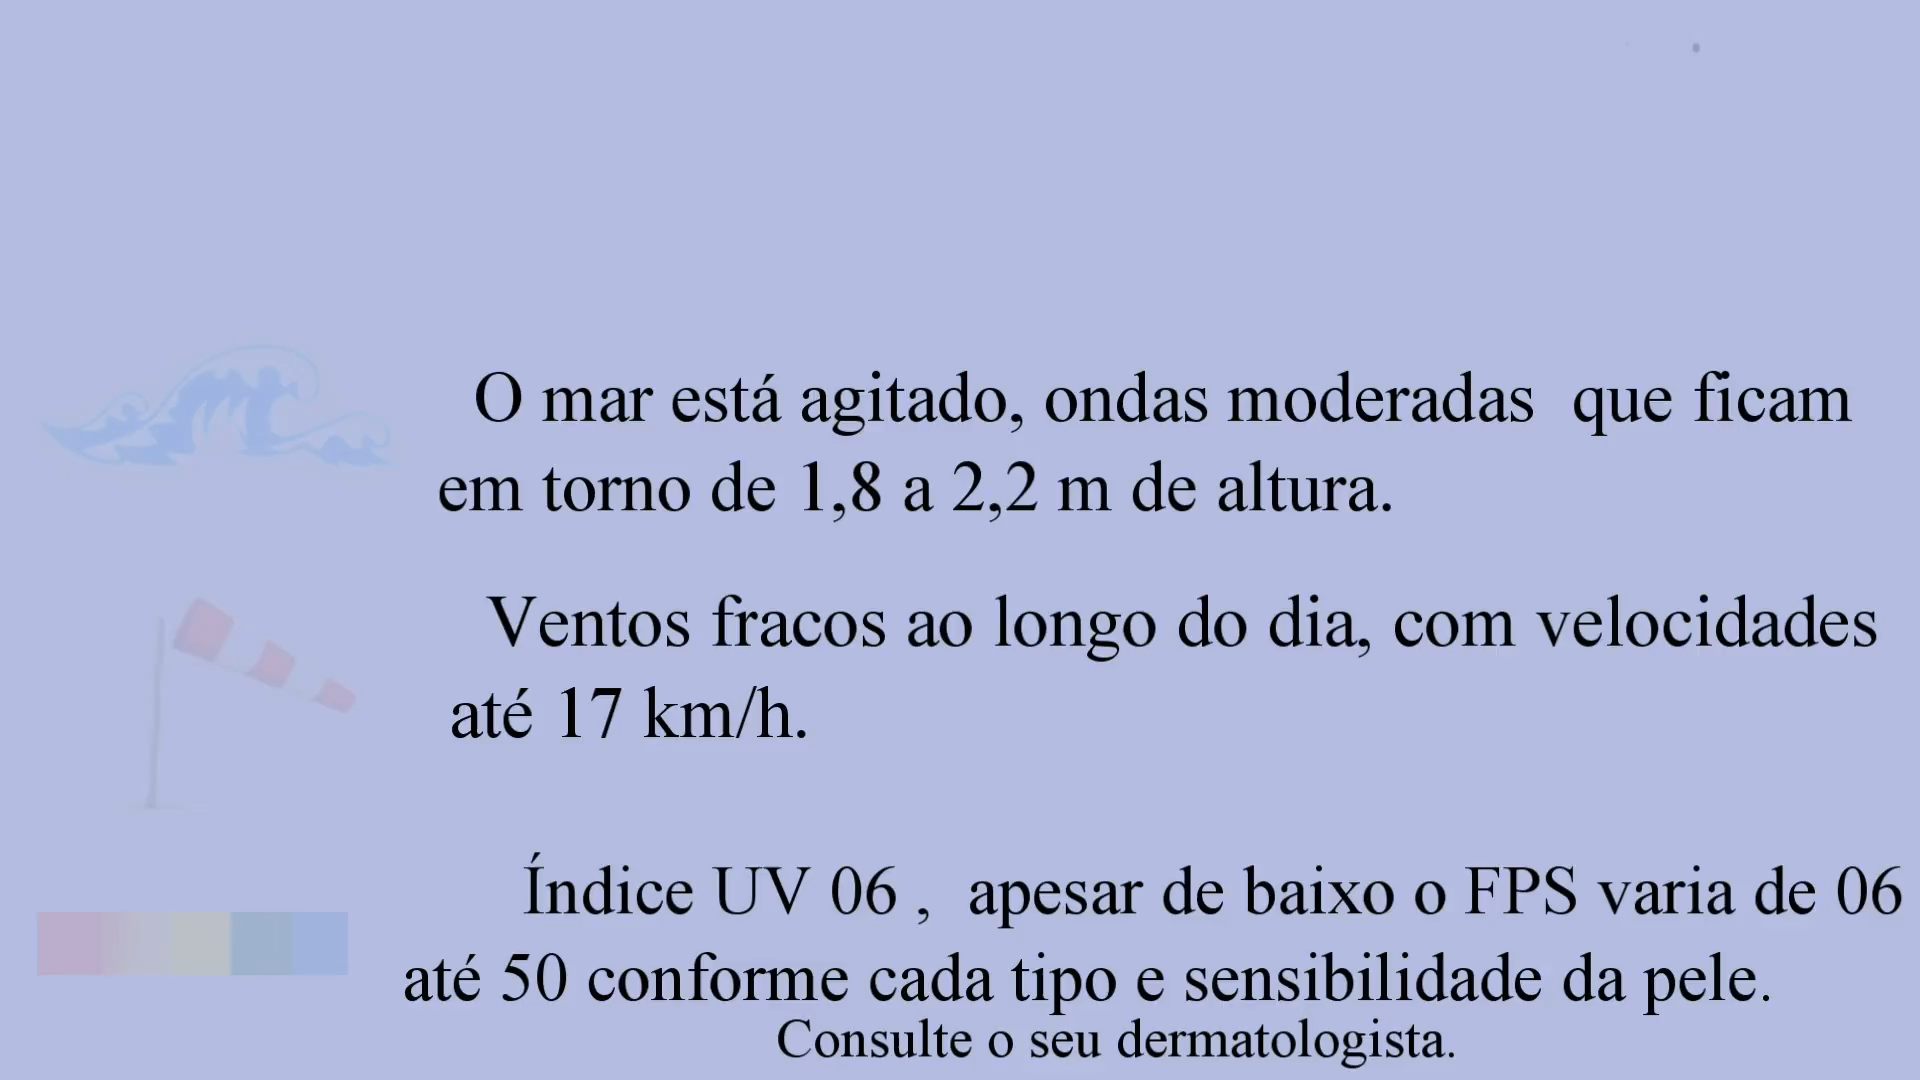 O mar está agitado, ondas moderadas que ficam
em torno de 1,8 a 2,2 m de altura.
Ventos fracos ao longo do dia, com velocidades
até 17 km/h.
Índice UV 06 , apesar de baixo o FPS varia de 06
até 50 conforme cada tipo e sensibilidade da pele.
Consulte o seu dermatologista.